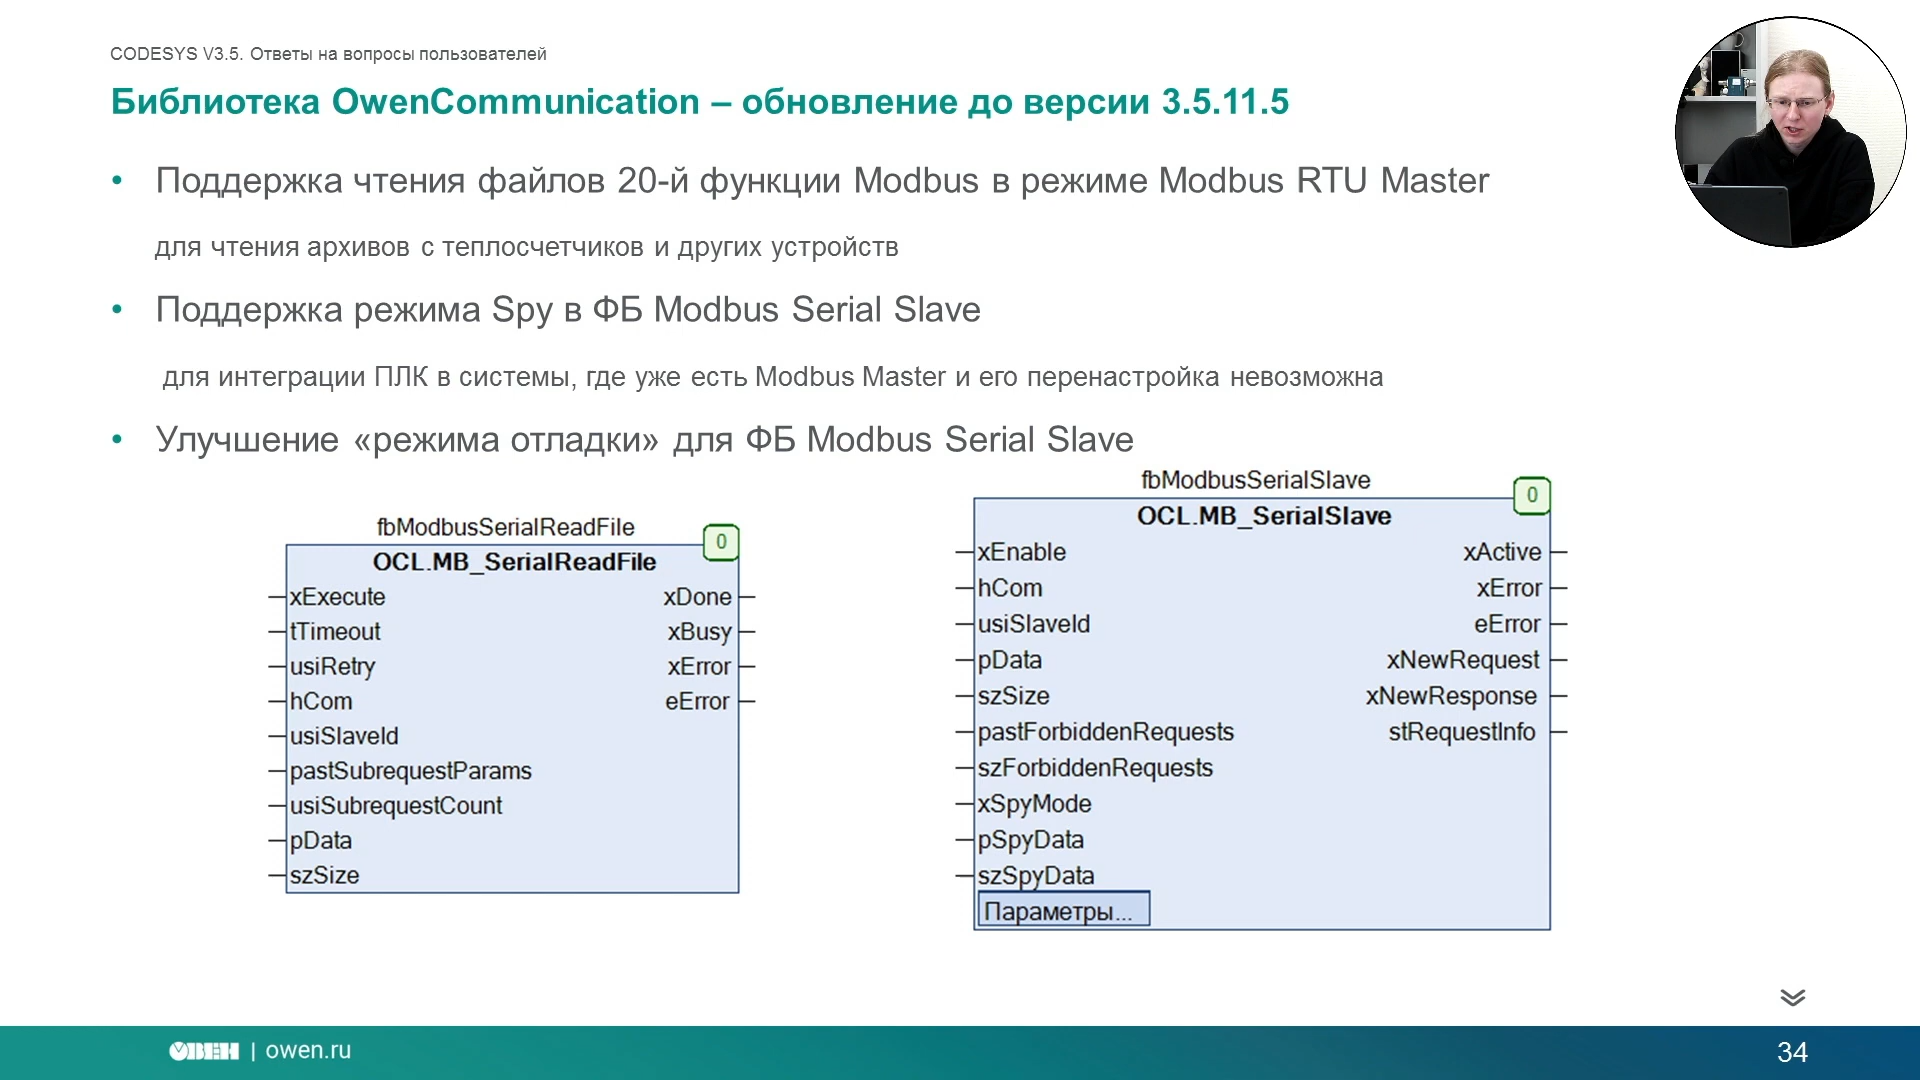 CODESYS V3.5. Ответы на вопросы пользователей
Библиотека OwenCommunication – обновление до версии 3.5.11.5
• Поддержка чтения файлов 20-й функции Modbus в режиме Modbus RTU Master
для чтения архивов с теплосчетчиков и других устройств
• Поддержка режима Spy в ФБ Modbus Serial Slave
для интеграции ПЛК в системы, где уже есть Modbus Master и его перенастройка невозможна
• Улучшение «режима отладки» для ФБ Modbus Serial Slave
fbModbusSerialReadFile
0
OCL.MB_SerialReadFile
xExecute xDone
tTimeout xBusy
usiRetry xError
hCom eError
usiSlaveId
pastSubrequestParams
usiSubrequestCount
pData
szSize
fbModbusSerialSlave
0
OCL.MB_SerialSlave
xEnable xActive
hCom xError
usiSlaveId eError
pData xNewRequest
szSize xNewResponse
pastForbiddenRequests stRequestInfo
szForbiddenRequests
xSpyMode
pSpyData
szSpyData
Параметры...
ОВЕН | owen.ru
34